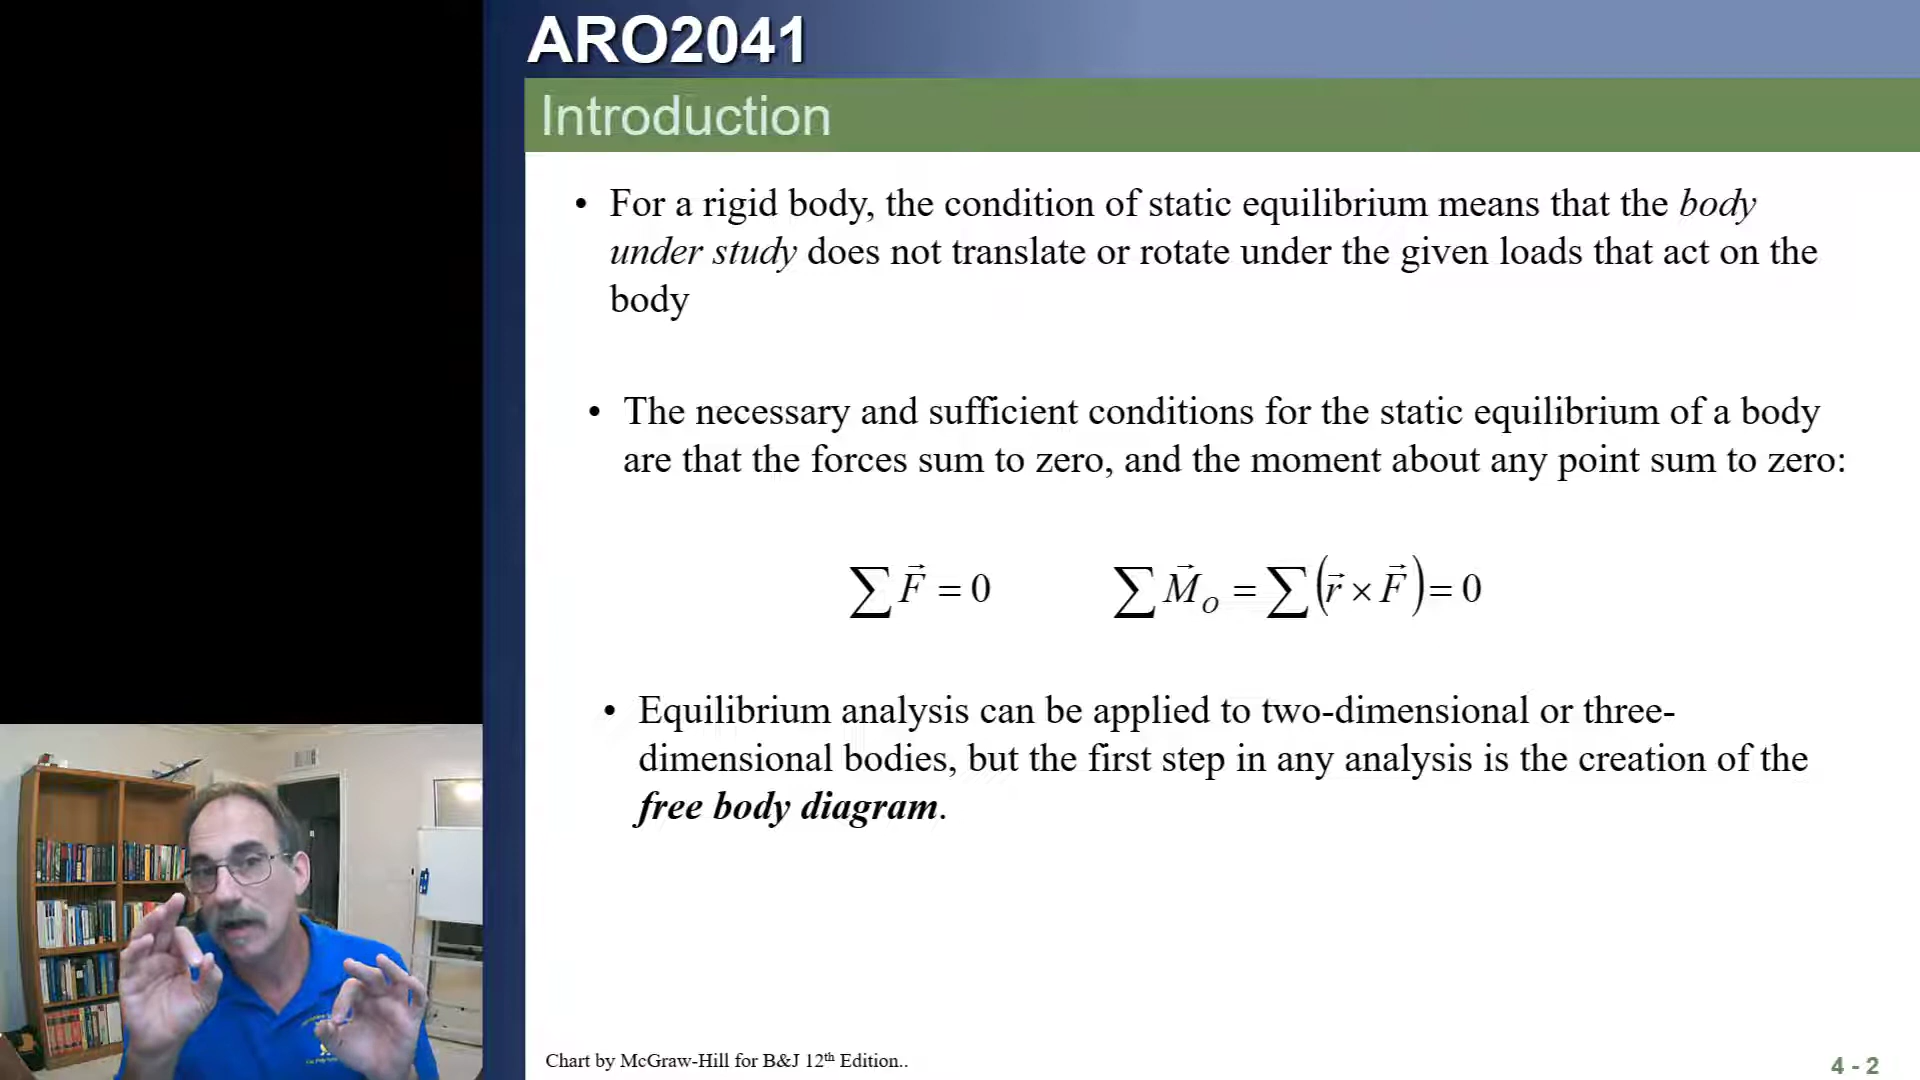 ARO2041
Introduction
• For a rigid body, the condition of static equilibrium means that the body
under study does not translate or rotate under the given loads that act on the
body
• The necessary and sufficient conditions for the static equilibrium of a body
are that the forces sum to zero, and the moment about any point sum to zero:
∑ F⃗ = 0    ∑ M⃗_O = ∑ (r⃗ × F⃗) = 0
• Equilibrium analysis can be applied to two-dimensional or three-
dimensional bodies, but the first step in any analysis is the creation of the
free body diagram.
Chart by McGraw-Hill for B&J 12th Edition..
4 - 2